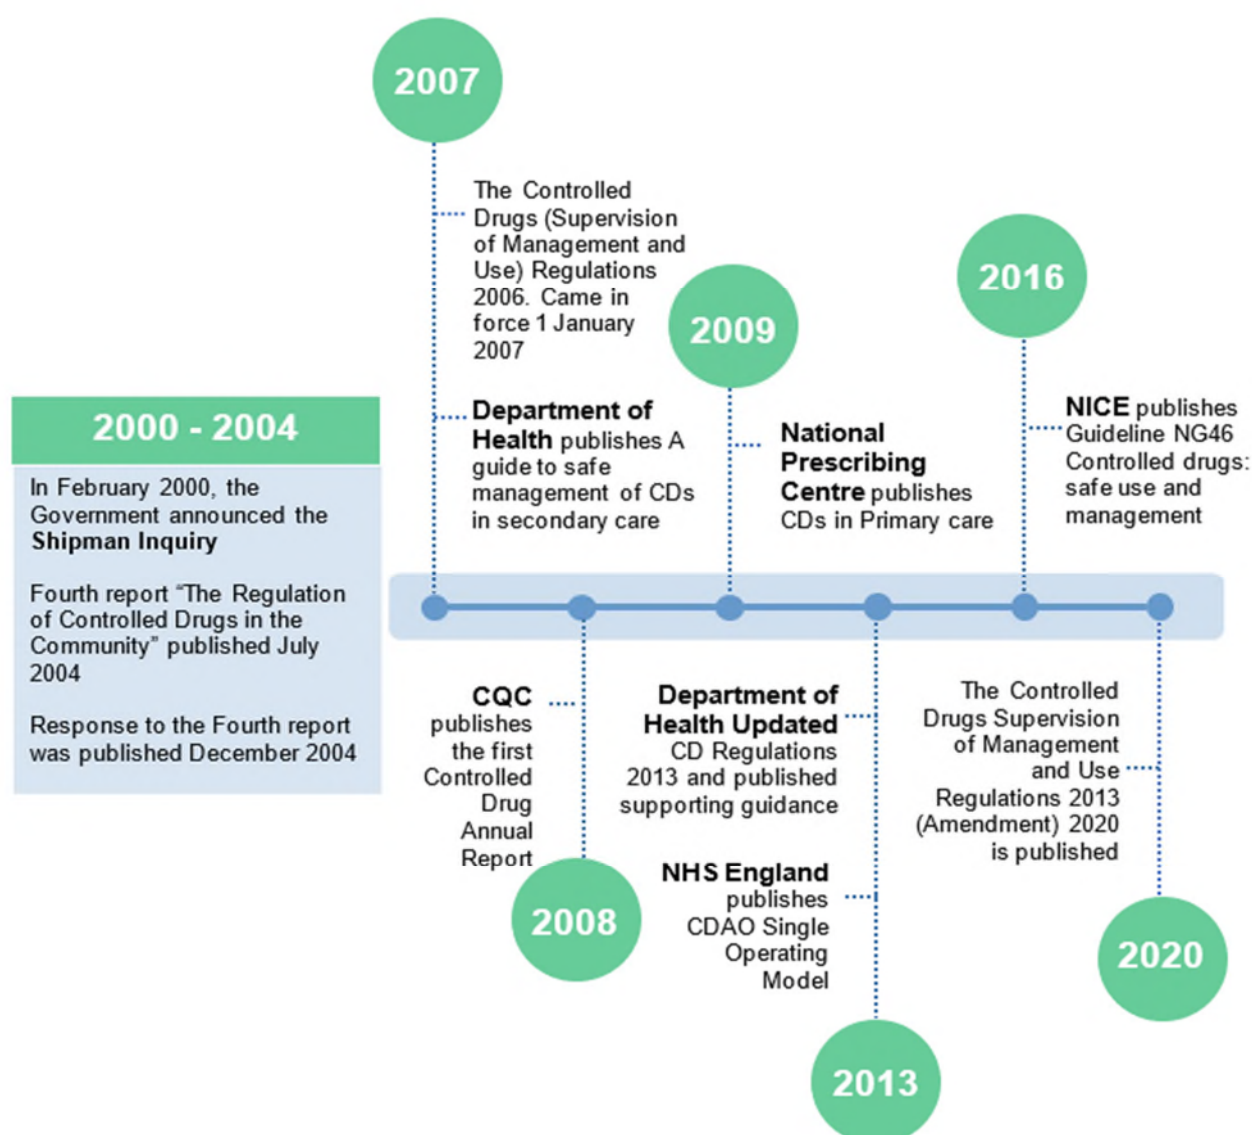 2007
The Controlled
Drugs (Supervision
of Management and
Use) Regulations
2006. Came in
force 1 January
2007
Department of
Health publishes A
guide to safe
management of CDs
in secondary care
2009
National
Prescribing
Centre publishes
CDs in Primary care
2016
NICE publishes
Guideline NG46
Controlled drugs:
safe use and
management
2000 - 2004
In February 2000, the
Government announced the
Shipman Inquiry
Fourth report “The Regulation
of Controlled Drugs in the
Community” published July
2004
Response to the Fourth report
was published December 2004
CQC
publishes
the first
Controlled
Drug
Annual
Report
2008
Department of
Health Updated
CD Regulations
2013 and published
supporting guidance
NHS England
publishes
CDAO Single
Operating
Model
2013
The Controlled
Drugs Supervision
of Management
and Use
Regulations 2013
(Amendment) 2020
is published
2020